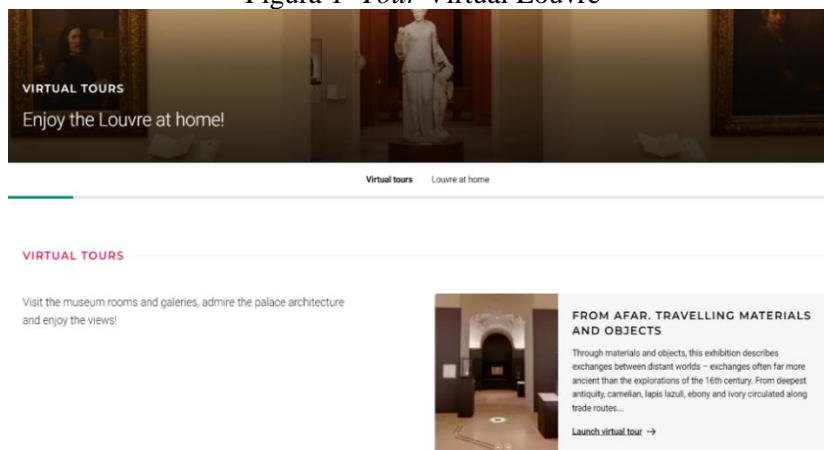 Figura 1 Tour Virtual Louvre
VIRTUAL TOURS
Enjoy the Louvre at home!
Virtual tours Louvre at home
VIRTUAL TOURS
Visit the museum rooms and galeries, admire the palace architecture
and enjoy the views!
FROM AFAR. TRAVELLING MATERIALS
AND OBJECTS
Through materials and objects, this exhibition describes
exchanges between distant worlds – exchanges often far more
ancient than the explorations of the 16th century. From deepest
antiquity, carnelian, lapis lazuli, ebony and ivory circulated along
trade routes...
Launch virtual tour →